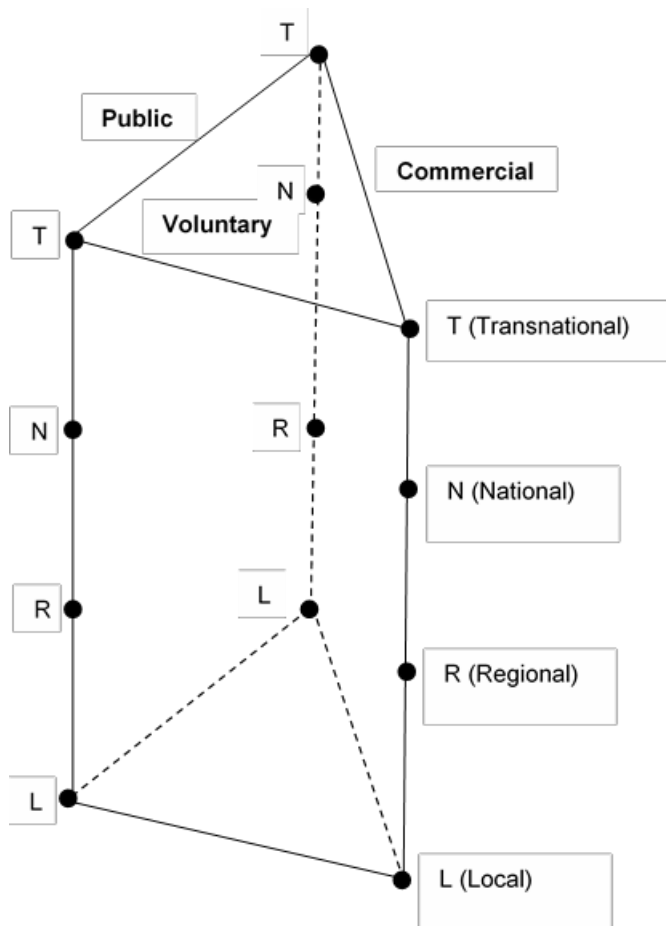 T
Public
N
Commercial
Voluntary
T
T (Transnational)
N
R
N (National)
L
R
R (Regional)
L
L (Local)